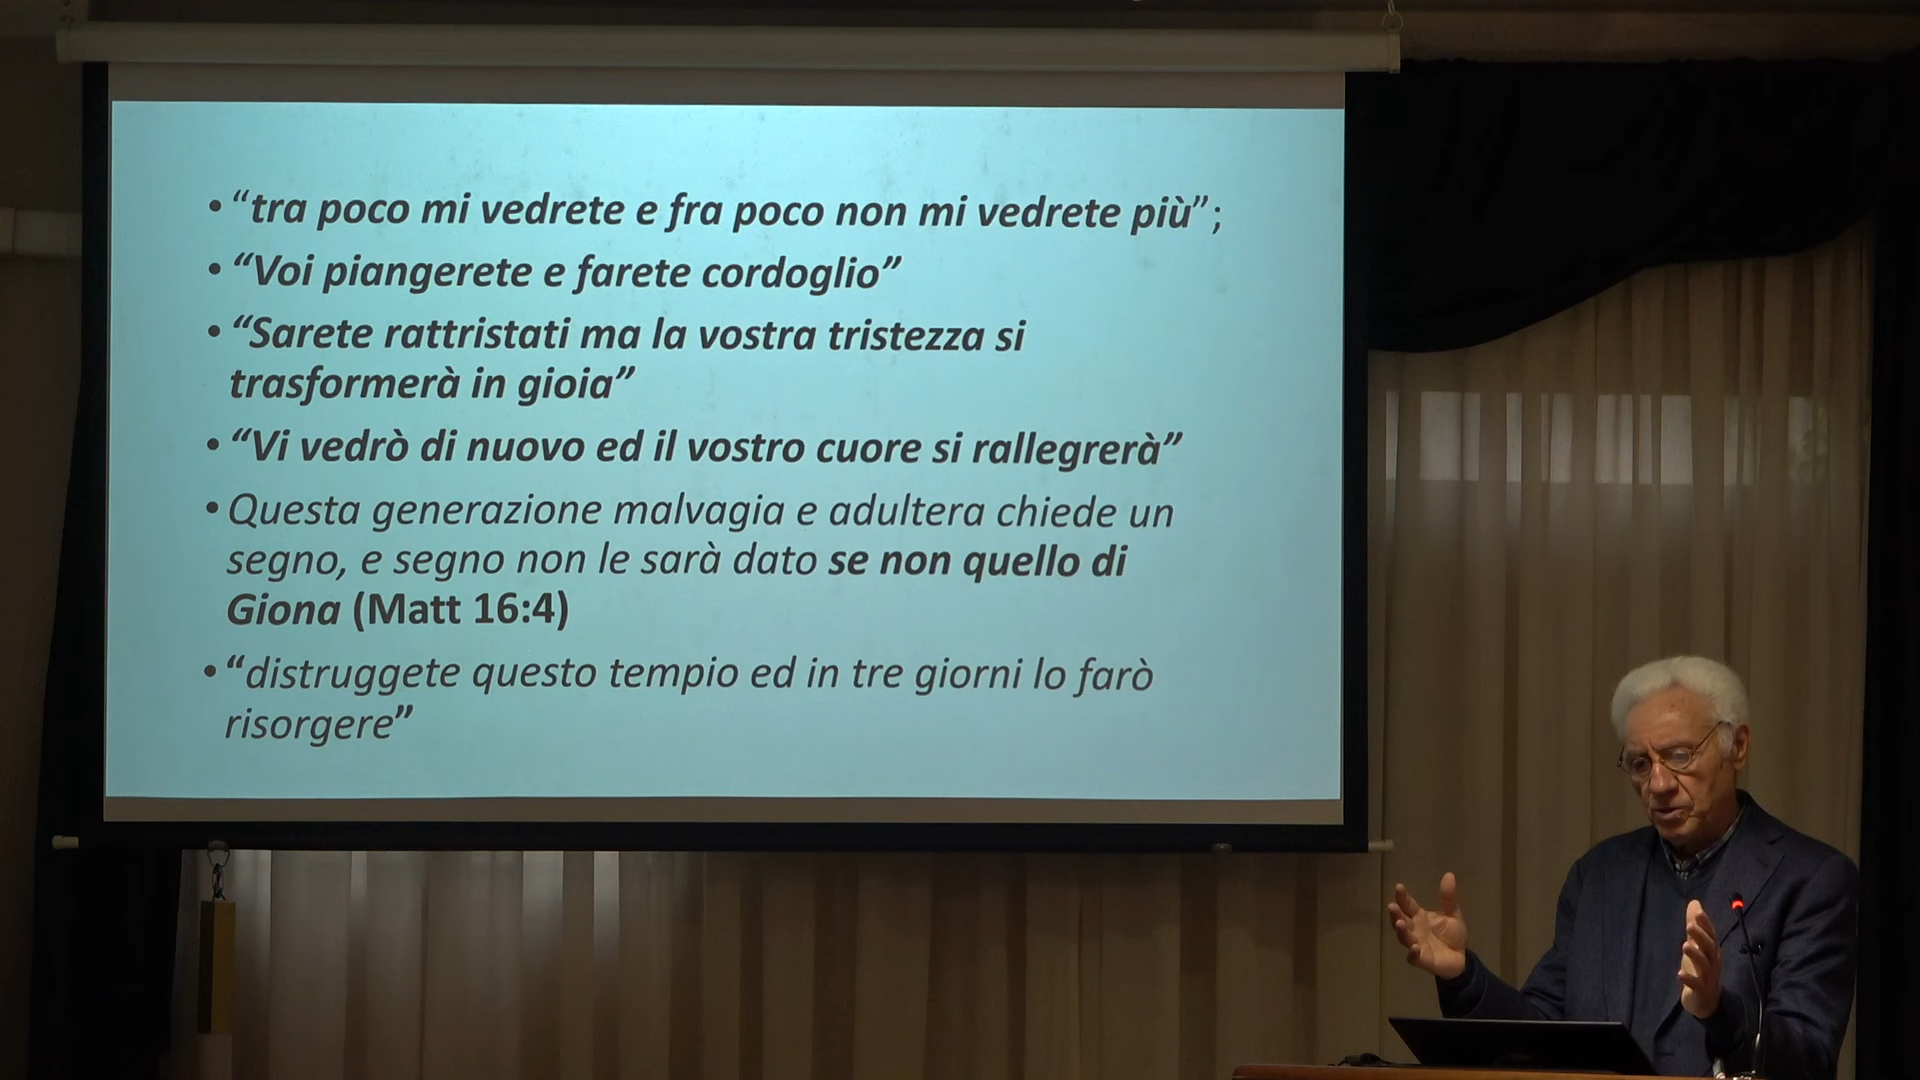 • “tra poco mi vedrete e fra poco non mi vedrete più”;
• “Voi piangerete e farete cordoglio”
• “Sarete rattristati ma la vostra tristezza si
trasformerà in gioia”
• “Vi vedrò di nuovo ed il vostro cuore si rallegrerà”
• Questa generazione malvagia e adultera chiede un
segno, e segno non le sarà dato se non quello di
Giona (Matt 16:4)
• “distruggete questo tempio ed in tre giorni lo farò
risorgere”